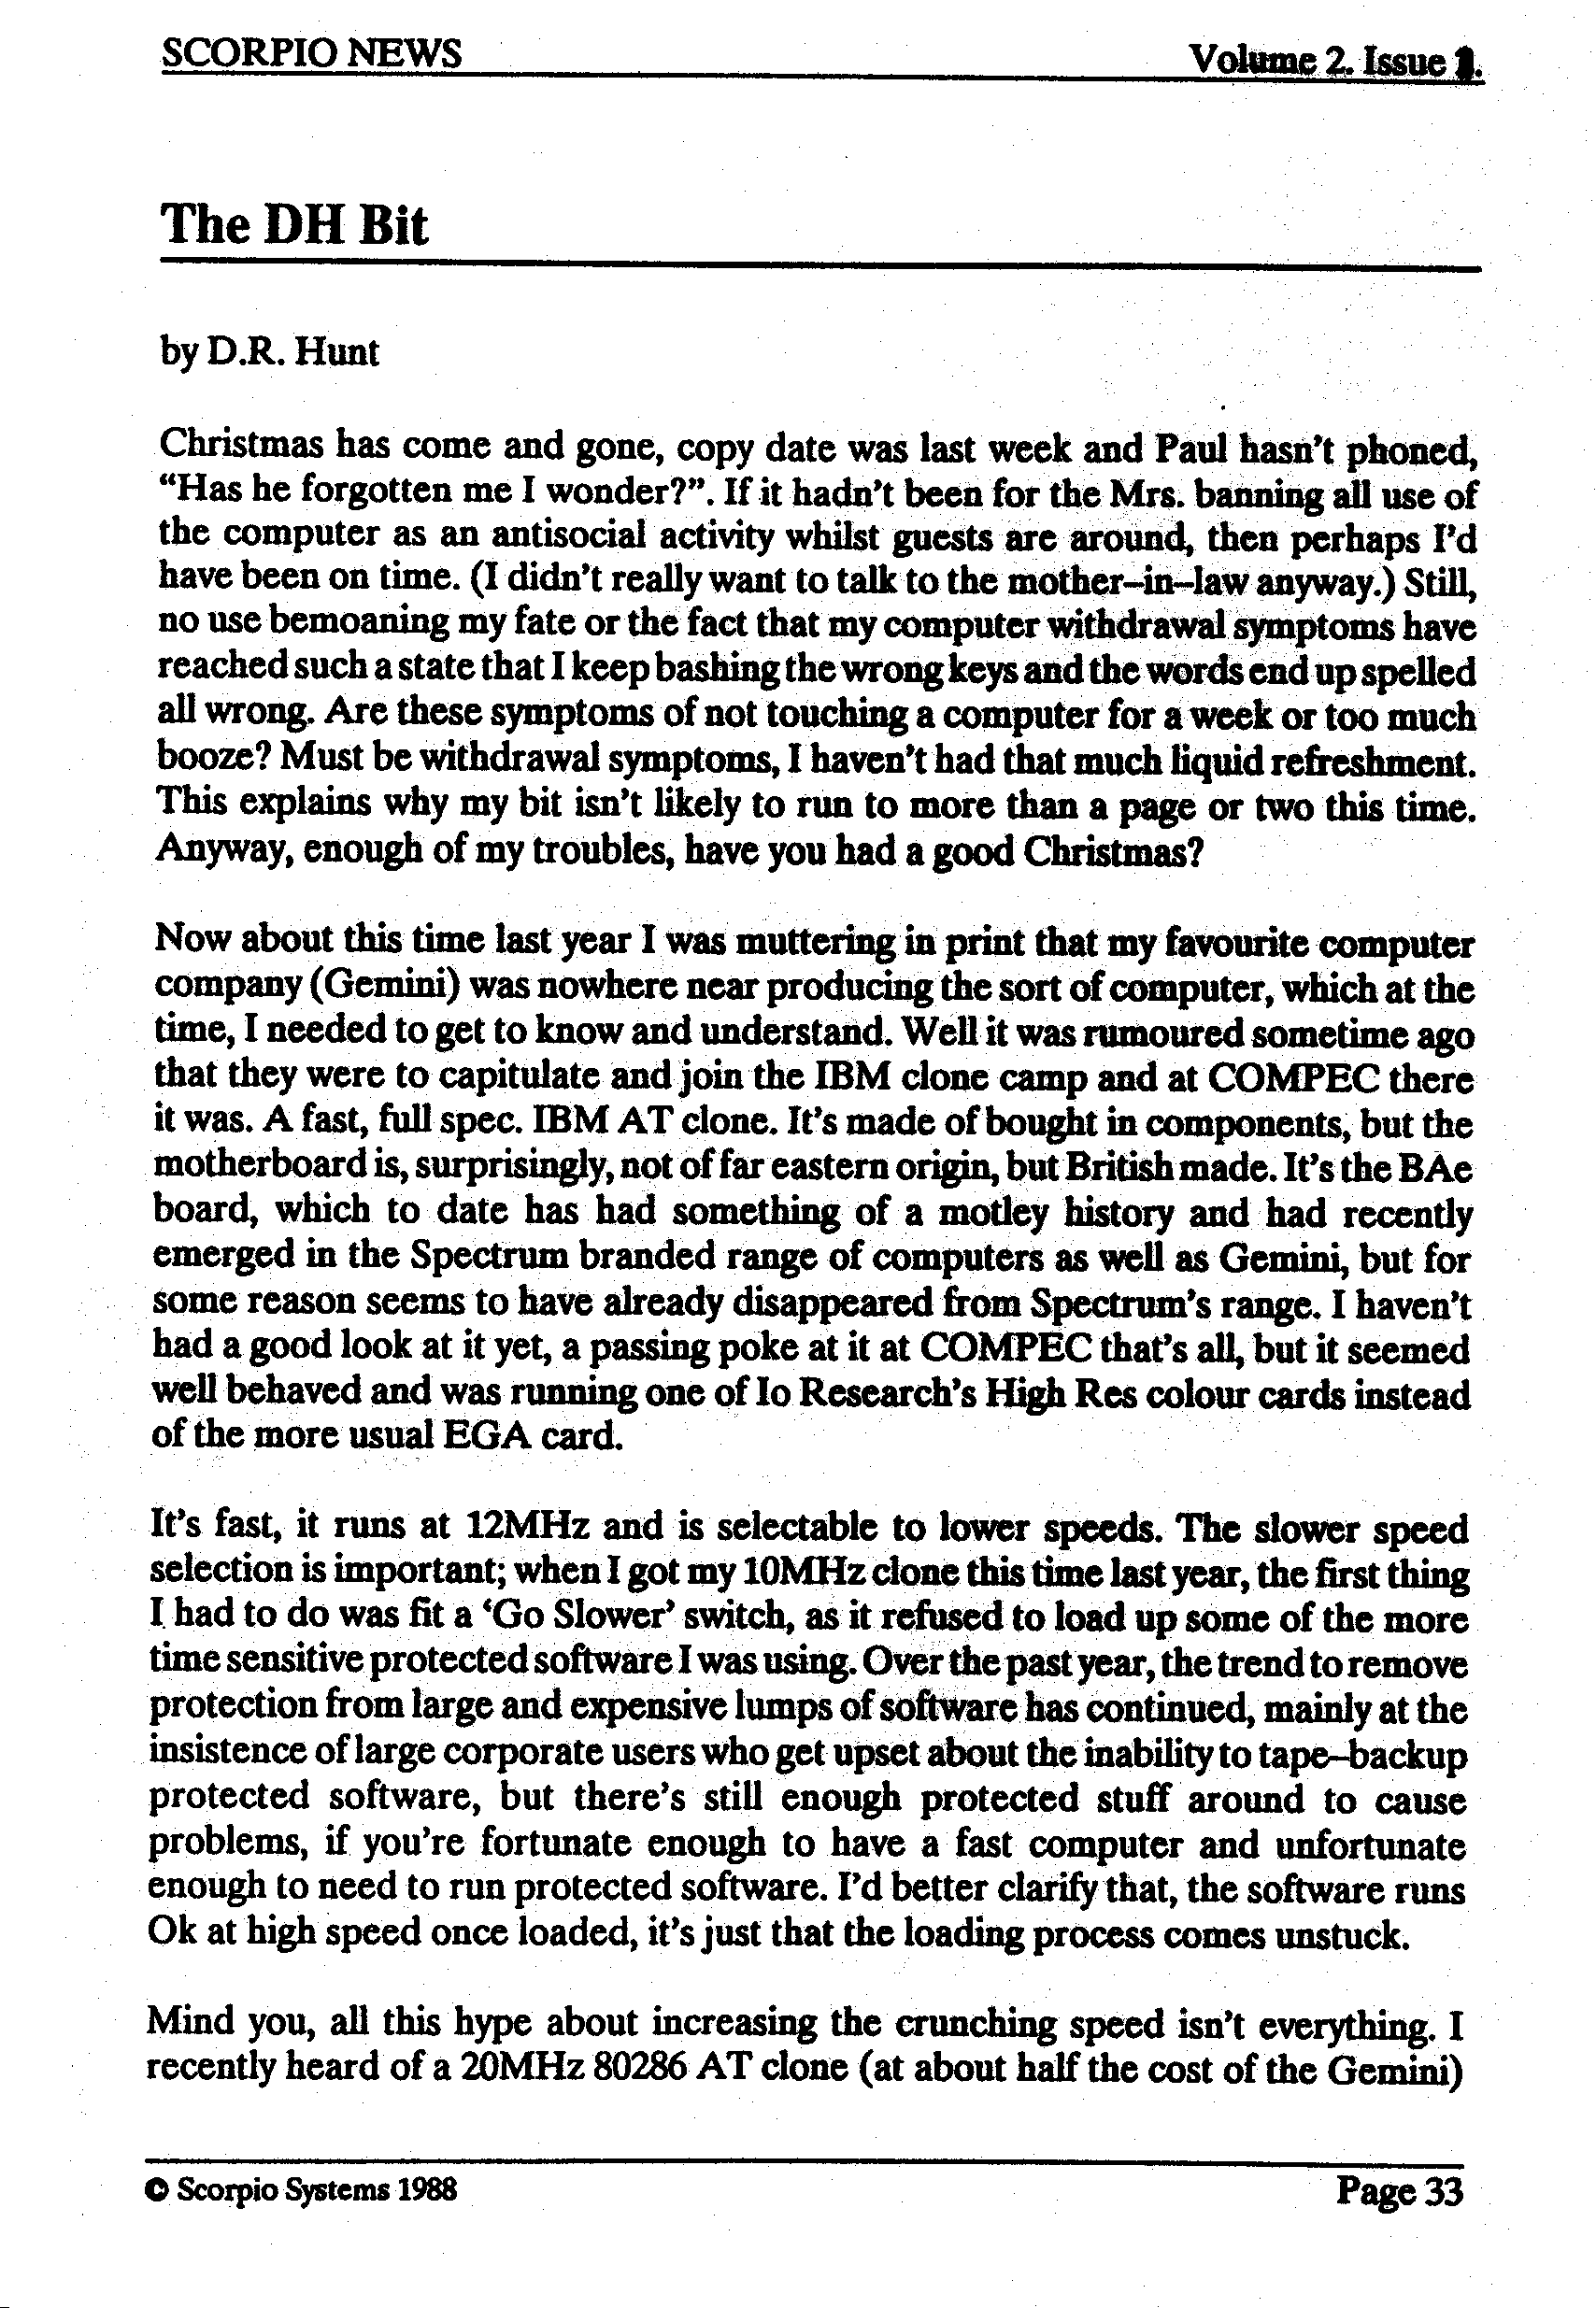 SCORPIO NEWS
Volume 2. Issue 1.
The DH Bit
by D.R. Hunt
Christmas has come and gone, copy date was last week and Paul hasn't phoned,
“Has he forgotten me I wonder?”. If it hadn't been for the Mrs. banning all use of
the computer as an antisocial activity whilst guests are around, then perhaps I'd
have been on time. (I didn't really want to talk to the mother–in–law anyway.) Still,
no use bemoaning my fate or the fact that my computer withdrawal symptoms have
reached such a state that I keep bashing the wrong keys and the words end up spelled
all wrong. Are these symptoms of not touching a computer for a week or too much
booze? Must be withdrawal symptoms, I haven't had that much liquid refreshment.
This explains why my bit isn't likely to run to more than a page or two this time.
Anyway, enough of my troubles, have you had a good Christmas?
Now about this time last year I was muttering in print that my favourite computer
company (Gemini) was nowhere near producing the sort of computer, which at the
time, I needed to get to know and understand. Well it was rumoured sometime ago
that they were to capitulate and join the IBM clone camp and at COMPEC there
it was. A fast, full spec. IBM AT clone. It's made of bought in components, but the
motherboard is, surprisingly, not of far eastern origin, but British made. It's the BAe
board, which to date has had something of a motley history and had recently
emerged in the Spectrum branded range of computers as well as Gemini, but for
some reason seems to have already disappeared from Spectrum's range. I haven't
had a good look at it yet, a passing poke at it at COMPEC that's all, but it seemed
well behaved and was running one of Io Research's High Res colour cards instead
of the more usual EGA card.
It's fast, it runs at 12MHz and is selectable to lower speeds. The slower speed
selection is important; when I got my 10MHz clone this time last year, the first thing
I had to do was fit a ‘Go Slower’ switch, as it refused to load up some of the more
time sensitive protected software I was using. Over the past year, the trend to remove
protection from large and expensive lumps of software has continued, mainly at the
insistence of large corporate users who get upset about the inability to tape–backup
protected software, but there's still enough protected stuff around to cause
problems, if you're fortunate enough to have a fast computer and unfortunate
enough to need to run protected software. I'd better clarify that, the software runs
Ok at high speed once loaded, it's just that the loading process comes unstuck.
Mind you, all this hype about increasing the crunching speed isn't everything. I
recently heard of a 20MHz 80286 AT clone (at about half the cost of the Gemini)
© Scorpio Systems 1988
Page 33